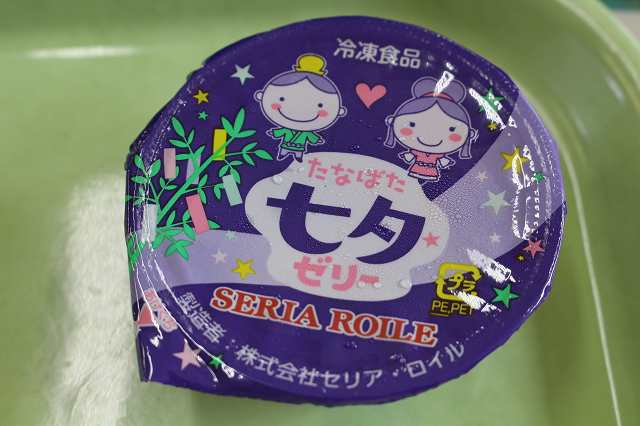 冷凍食品
たなばた
七夕
ゼリー
SERIA ROILE
プラ
PE,PET
製造者・株式会社セリア・ロイル